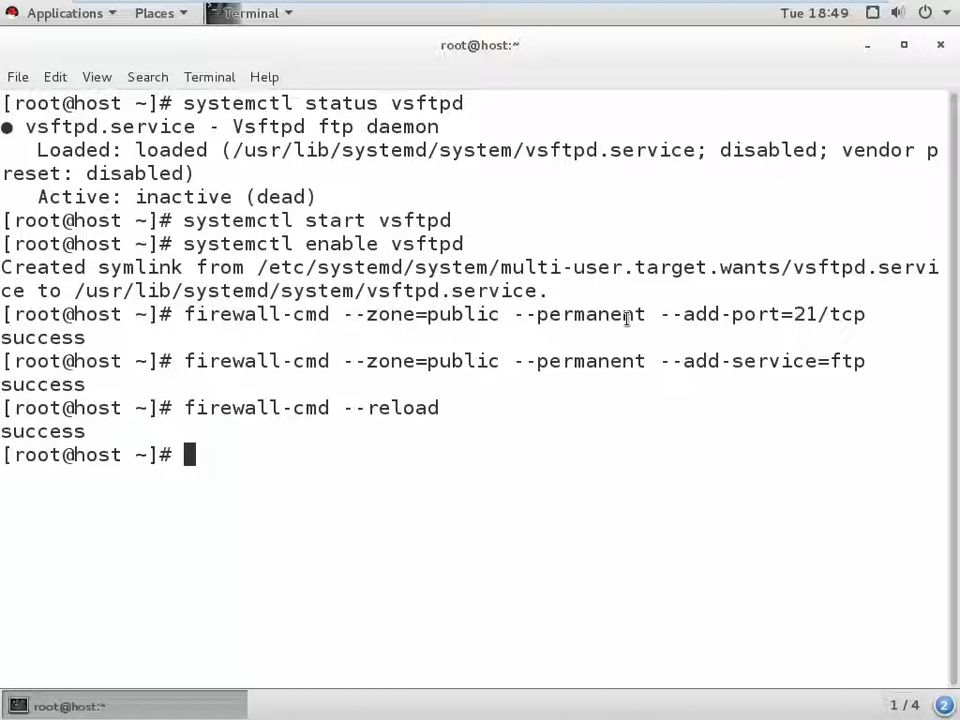 Applications Places Terminal Tue 18:49
root@host:~
File Edit View Search Terminal Help
[root@host ~]# systemctl status vsftpd
● vsftpd.service - Vsftpd ftp daemon
Loaded: loaded (/usr/lib/systemd/system/vsftpd.service; disabled; vendor p
reset: disabled)
Active: inactive (dead)
[root@host ~]# systemctl start vsftpd
[root@host ~]# systemctl enable vsftpd
Created symlink from /etc/systemd/system/multi-user.target.wants/vsftpd.servi
ce to /usr/lib/systemd/system/vsftpd.service.
[root@host ~]# firewall-cmd --zone=public --permanent --add-port=21/tcp
success
[root@host ~]# firewall-cmd --zone=public --permanent --add-service=ftp
success
[root@host ~]# firewall-cmd --reload
success
[root@host ~]#
root@host:~ 1 / 4 2